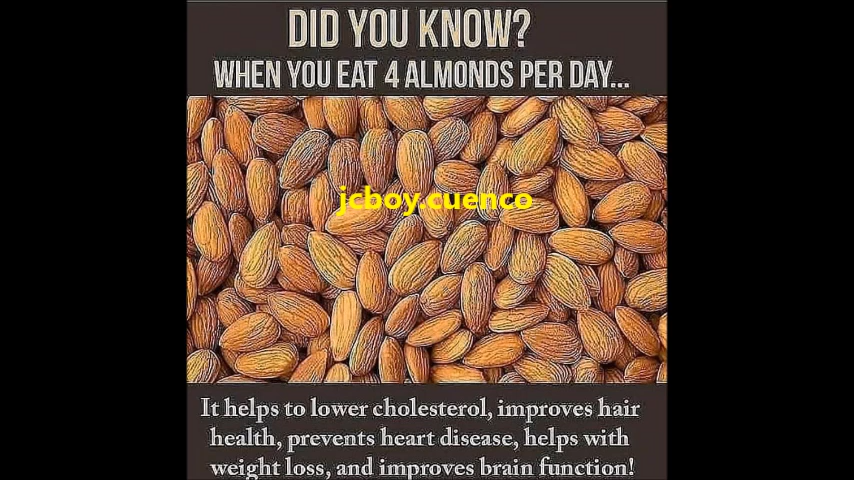 DID YOU KNOW?
WHEN YOU EAT 4 ALMONDS PER DAY...
jcboy.cuenco
It helps to lower cholesterol, improves hair
health, prevents heart disease, helps with
weight loss, and improves brain function!